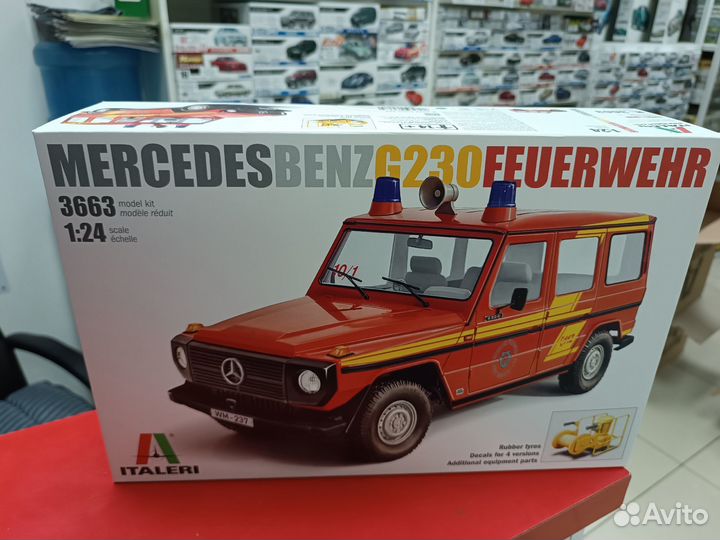 MERCEDESBENZG230FEUERWEHR
3663 model kit
modèle réduit
1:24 scale
échelle
10/1
WM-237
ITALERI
Rubber tyres
Decals for 4 versions
Additional equipment parts
Avito